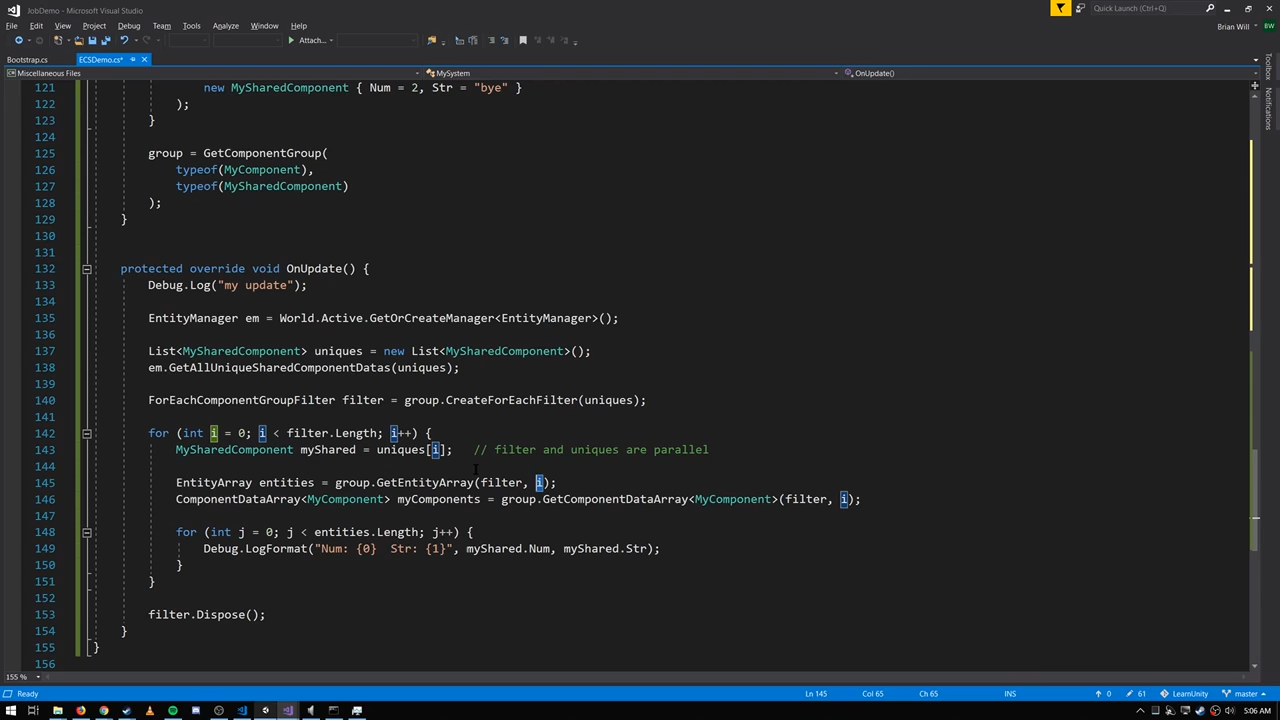 JobDemo - Microsoft Visual Studio
Quick Launch (Ctrl+Q)
File Edit View Project Debug Team Tools Analyze Window Help
Brian Will BW
Attach...
Bootstrap.cs ECSDemo.cs*
Miscellaneous Files MySystem OnUpdate()
Toolbox
Notifications
121 new MySharedComponent { Num = 2, Str = "bye" }
122 );
123 }
124
125 group = GetComponentGroup(
126 typeof(MyComponent),
127 typeof(MySharedComponent)
128 );
129 }
130
131
132 protected override void OnUpdate() {
133 Debug.Log("my update");
134
135 EntityManager em = World.Active.GetOrCreateManager<EntityManager>();
136
137 List<MySharedComponent> uniques = new List<MySharedComponent>();
138 em.GetAllUniqueSharedComponentDatas(uniques);
139
140 ForEachComponentGroupFilter filter = group.CreateForEachFilter(uniques);
141
142 for (int i = 0; i < filter.Length; i++) {
143 MySharedComponent myShared = uniques[i]; // filter and uniques are parallel
144
145 EntityArray entities = group.GetEntityArray(filter, i);
146 ComponentDataArray<MyComponent> myComponents = group.GetComponentDataArray<MyComponent>(filter, i);
147
148 for (int j = 0; j < entities.Length; j++) {
149 Debug.LogFormat("Num: {0}  Str: {1}", myShared.Num, myShared.Str);
150 }
151 }
152
153 filter.Dispose();
154 }
155 }
156
155 %
Ready Ln 145 Col 65 Ch 65 INS 0 61 LearnUnity master
5:06 AM